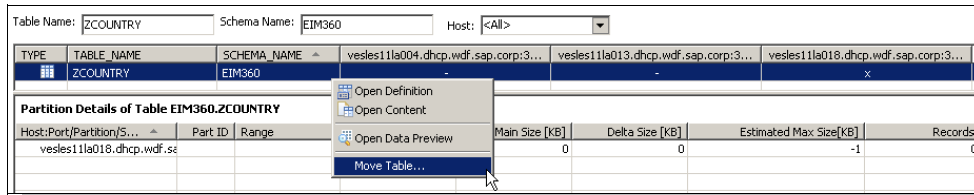 Table Name: ZCOUNTRY Schema Name: EIM360 Host: <All>
TYPE TABLE_NAME SCHEMA_NAME vesles11la004.dhcp.wdf.sap.corp:3... vesles11la013.dhcp.wdf.sap.corp:3... vesles11la018.dhcp.wdf.sap.corp:3...
ZCOUNTRY EIM360 - - x
Open Definition
Partition Details of Table EIM360.ZCOUNTRY
Open Content
Host:Port/Partition/S... Part ID Range Main Size [KB] Delta Size [KB] Estimated Max Size[KB] Records
Open Data Preview
vesles11la018.dhcp.wdf.sa 0 0 -1 0
Move Table...